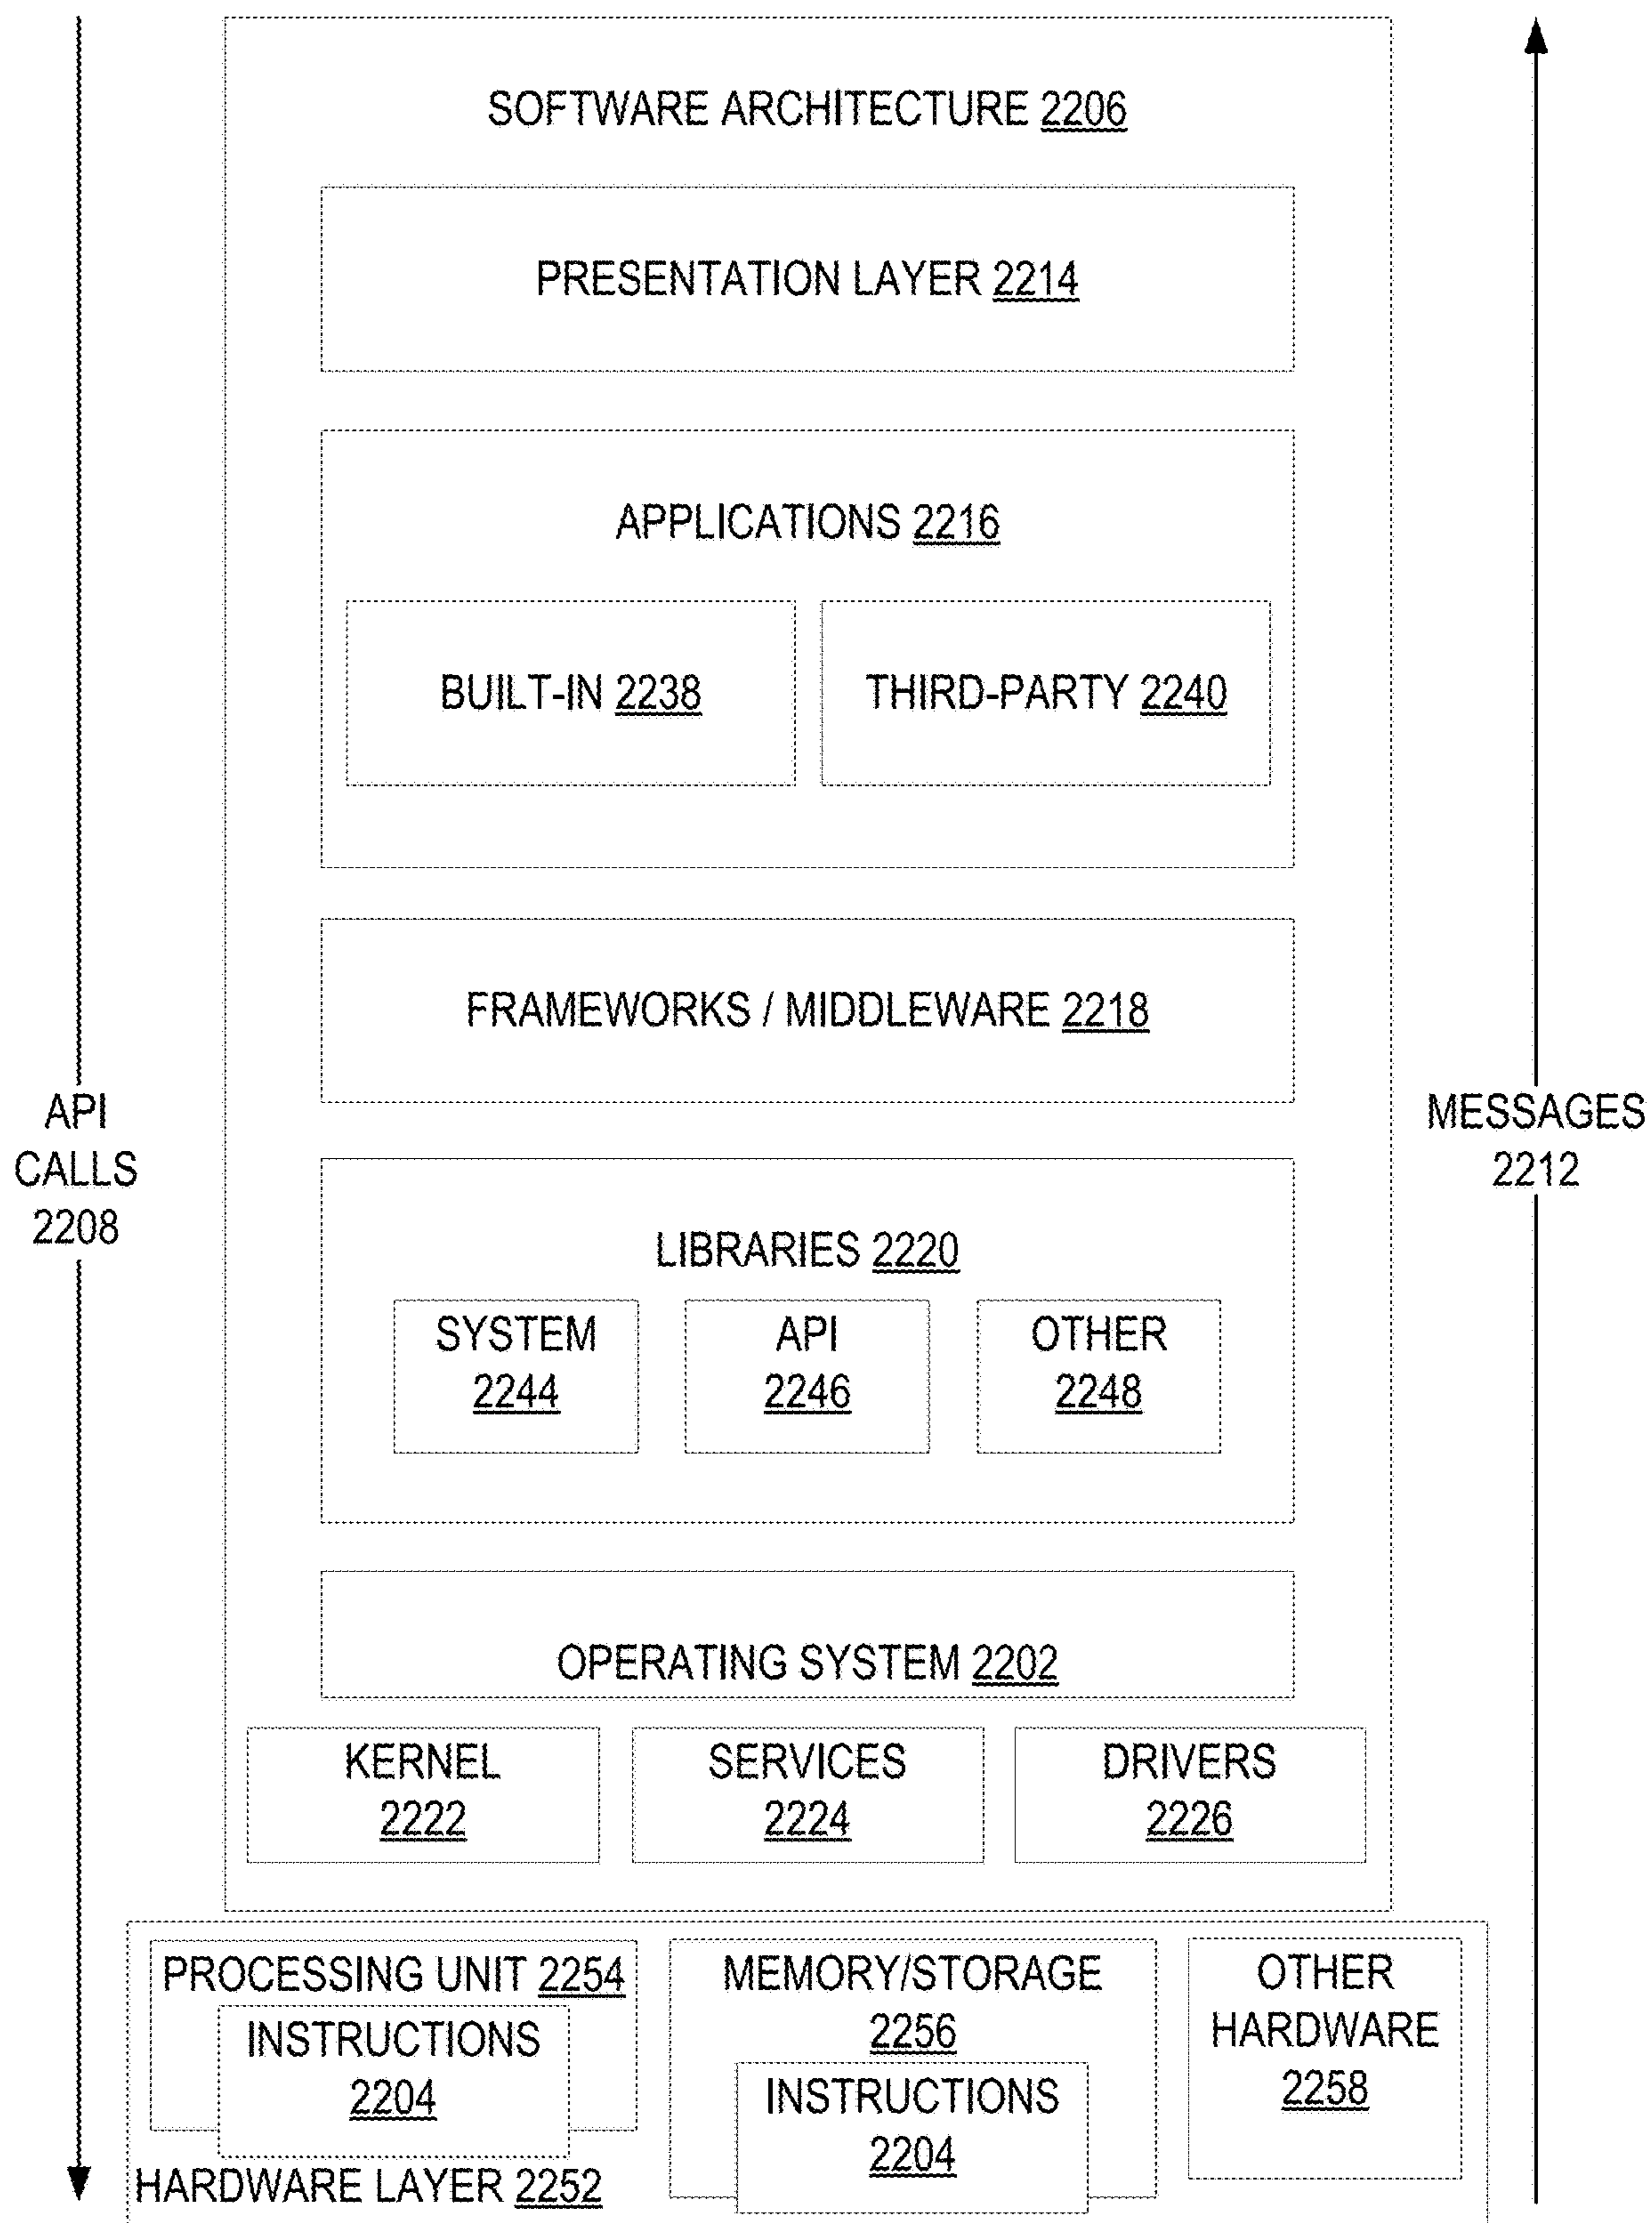 SOFTWARE ARCHITECTURE 2206
PRESENTATION LAYER 2214
APPLICATIONS 2216
BUILT-IN 2238
THIRD-PARTY 2240
FRAMEWORKS / MIDDLEWARE 2218
API
CALLS
2208
MESSAGES
2212
LIBRARIES 2220
SYSTEM
2244
API
2246
OTHER
2248
OPERATING SYSTEM 2202
KERNEL
2222
SERVICES
2224
DRIVERS
2226
PROCESSING UNIT 2254
INSTRUCTIONS
2204
MEMORY/STORAGE
2256
INSTRUCTIONS
2204
OTHER
HARDWARE
2258
HARDWARE LAYER 2252